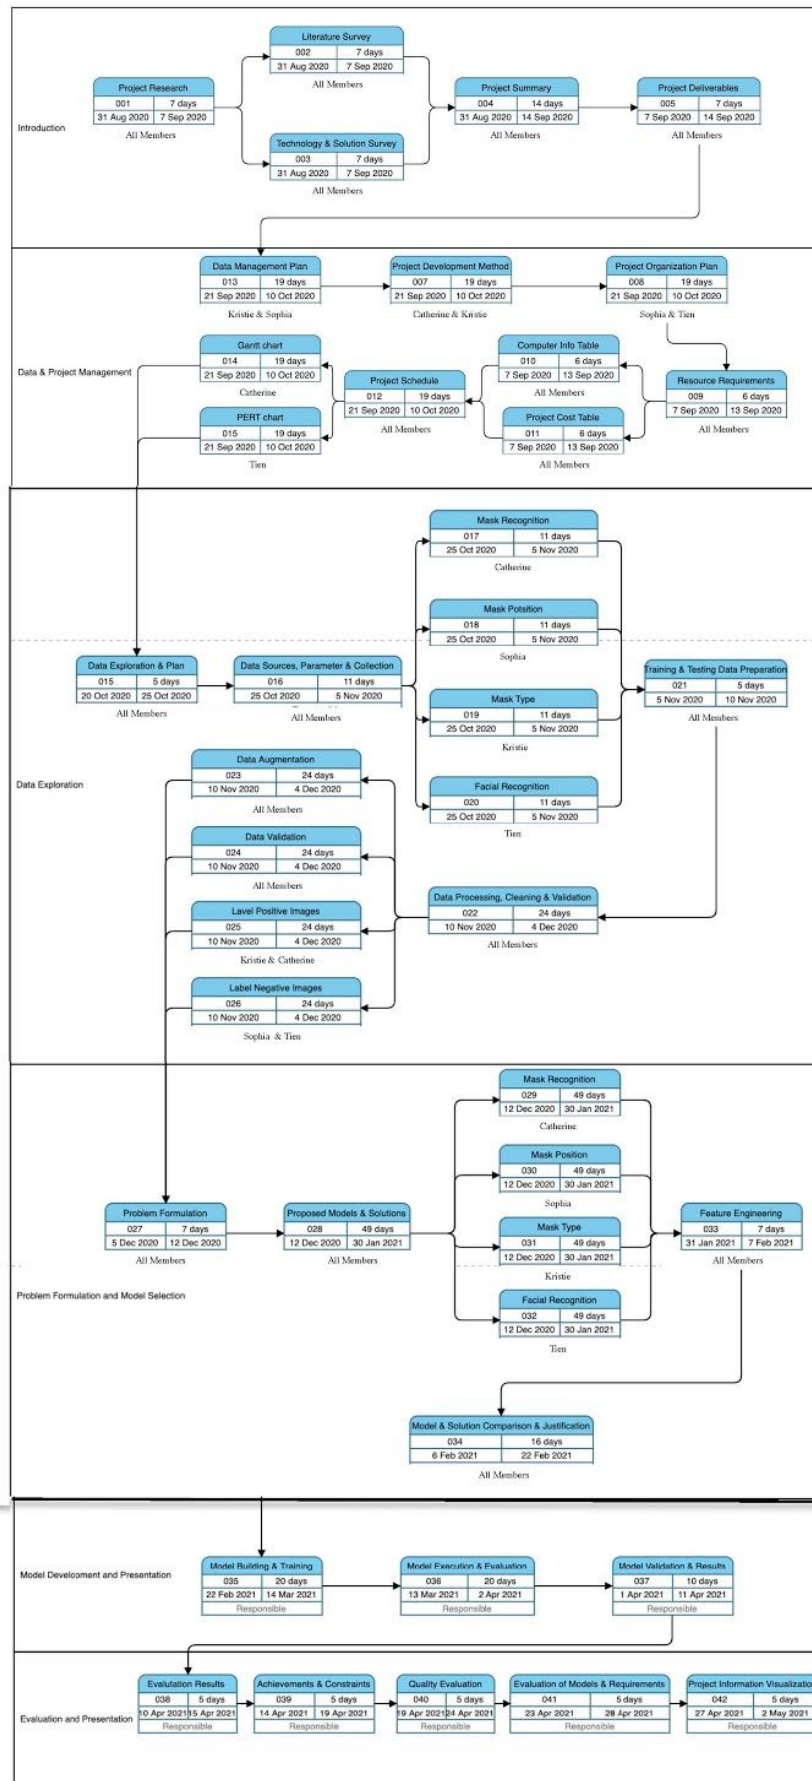 Introduction
Project Research
001 7 days
31 Aug 2020 7 Sep 2020
All Members
Literature Survey
002 7 days
31 Aug 2020 7 Sep 2020
All Members
Technology & Solution Survey
003 7 days
31 Aug 2020 7 Sep 2020
All Members
Project Summary
004 14 days
31 Aug 2020 14 Sep 2020
All Members
Project Deliverables
005 7 days
7 Sep 2020 14 Sep 2020
All Members
Data & Project Management
Data Management Plan
013 19 days
21 Sep 2020 10 Oct 2020
Kristie & Sophia
Project Development Method
007 19 days
21 Sep 2020 10 Oct 2020
Catherine & Kristie
Project Organization Plan
008 19 days
21 Sep 2020 10 Oct 2020
Sophia & Tien
Resource Requirements
009 6 days
7 Sep 2020 13 Sep 2020
All Members
Computer Info Table
010 6 days
7 Sep 2020 13 Sep 2020
All Members
Project Cost Table
011 6 days
7 Sep 2020 13 Sep 2020
All Members
Project Schedule
012 19 days
21 Sep 2020 10 Oct 2020
All Members
Gantt chart
014 19 days
21 Sep 2020 10 Oct 2020
Catherine
PERT chart
015 19 days
21 Sep 2020 10 Oct 2020
Tien
Data Exploration
Data Exploration & Plan
015 5 days
20 Oct 2020 25 Oct 2020
All Members
Data Sources, Parameter & Collection
016 11 days
25 Oct 2020 5 Nov 2020
All Members
Mask Recognition
017 11 days
25 Oct 2020 5 Nov 2020
Catherine
Mask Potsition
018 11 days
25 Oct 2020 5 Nov 2020
Sophia
Mask Type
019 11 days
25 Oct 2020 5 Nov 2020
Kristie
Facial Recognition
020 11 days
25 Oct 2020 5 Nov 2020
Tien
Training & Testing Data Preparation
021 5 days
5 Nov 2020 10 Nov 2020
All Members
Data Processing, Cleaning & Validation
022 24 days
10 Nov 2020 4 Dec 2020
All Members
Data Augmentation
023 24 days
10 Nov 2020 4 Dec 2020
All Members
Data Validation
024 24 days
10 Nov 2020 4 Dec 2020
All Members
Lavel Positive Images
025 24 days
10 Nov 2020 4 Dec 2020
Kristie & Catherine
Label Negative Images
026 24 days
10 Nov 2020 4 Dec 2020
Sophia & Tien
Problem Formulation and Model Selection
Problem Formulation
027 7 days
5 Dec 2020 12 Dec 2020
All Members
Proposed Models & Solutions
028 49 days
12 Dec 2020 30 Jan 2021
All Members
Mask Recognition
029 49 days
12 Dec 2020 30 Jan 2021
Catherine
Mask Position
030 49 days
12 Dec 2020 30 Jan 2021
Sophia
Mask Type
031 49 days
12 Dec 2020 30 Jan 2021
Kristie
Facial Recognition
032 49 days
12 Dec 2020 30 Jan 2021
Tien
Feature Engineering
033 7 days
31 Jan 2021 7 Feb 2021
All Members
Model & Solution Comparison & Justification
034 16 days
6 Feb 2021 22 Feb 2021
All Members
Model Development and Presentation
Model Building & Training
035 20 days
22 Feb 2021 14 Mar 2021
Responsible
Model Execution & Evaluation
036 20 days
13 Mar 2021 2 Apr 2021
Responsible
Model Validation & Results
037 10 days
1 Apr 2021 11 Apr 2021
Responsible
Evaluation and Presentation
Evalutation Results
038 5 days
10 Apr 2021 15 Apr 2021
Responsible
Achievements & Constraints
039 5 days
14 Apr 2021 19 Apr 2021
Responsible
Quality Evaluation
040 5 days
19 Apr 2021 24 Apr 2021
Responsible
Evaluation of Models & Requirements
041 5 days
23 Apr 2021 28 Apr 2021
Responsible
Project Information Visualizatio
042 5 days
27 Apr 2021 2 May 2021
Responsible